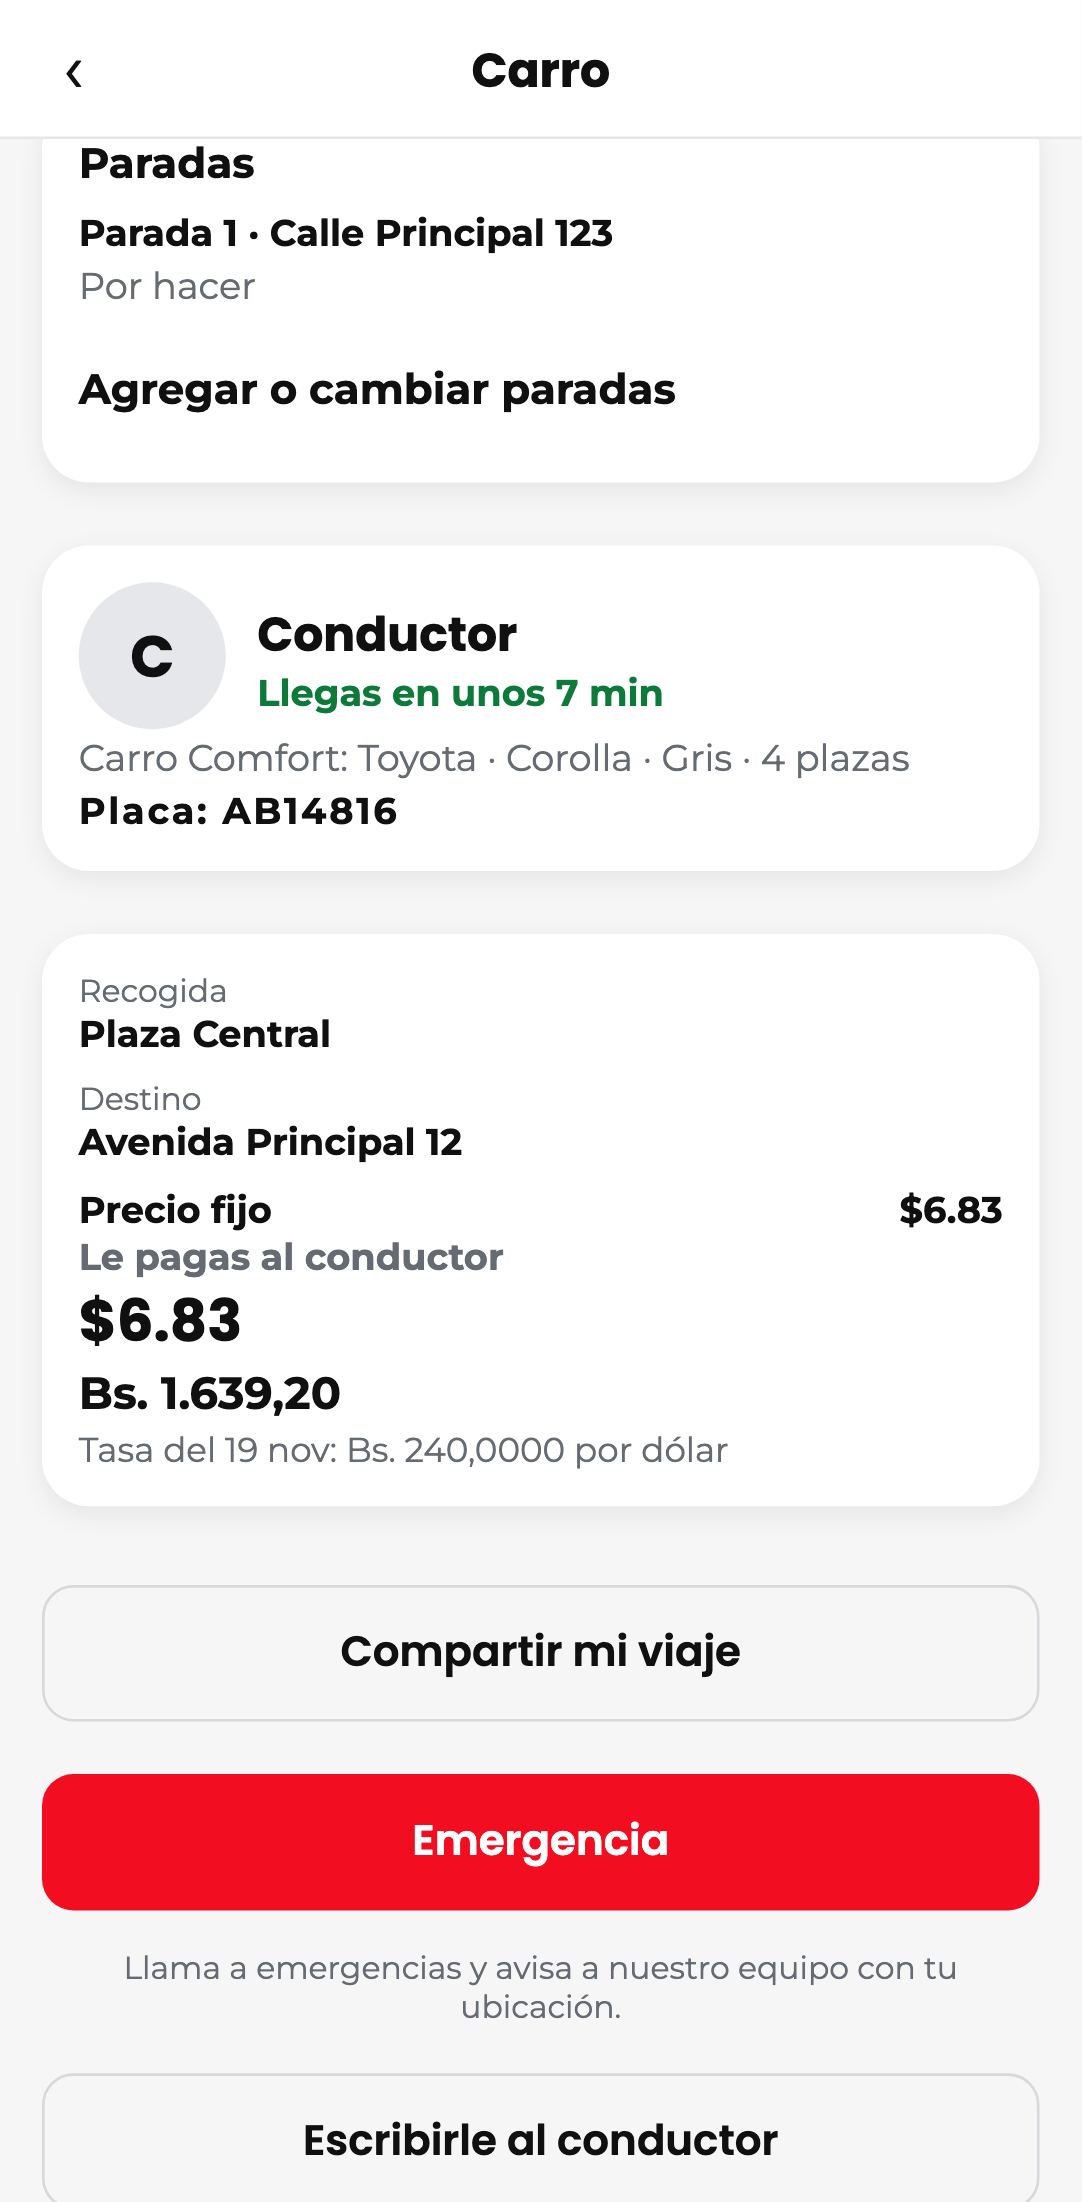 Carro
Paradas
Parada 1 · Calle Principal 123
Por hacer
Agregar o cambiar paradas
C
Conductor
Llegas en unos 7 min
Carro Comfort: Toyota · Corolla · Gris · 4 plazas
Placa: AB14816
Recogida
Plaza Central
Destino
Avenida Principal 12
Precio fijo $6.83
Le pagas al conductor
$6.83
Bs. 1.639,20
Tasa del 19 nov: Bs. 240,0000 por dólar
Compartir mi viaje
Emergencia
Llama a emergencias y avisa a nuestro equipo con tu
ubicación.
Escribirle al conductor